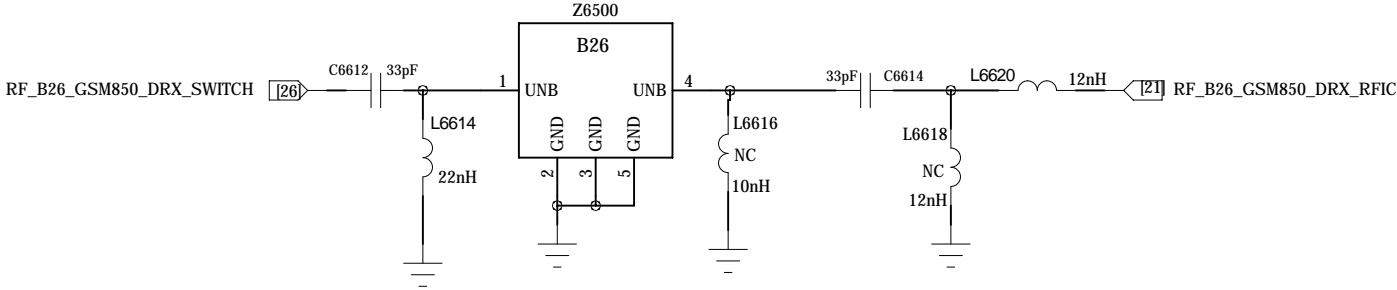 Z6500
B26
RF_B26_GSM850_DRX_SWITCH [26] C6612 33pF 1 UNB UNB 4 33pF C6614 L6620 12nH [21] RF_B26_GSM850_DRX_RFIC
L6614
22nH
GND GND GND
2 3 5
L6616
NC
10nH
L6618
NC
12nH